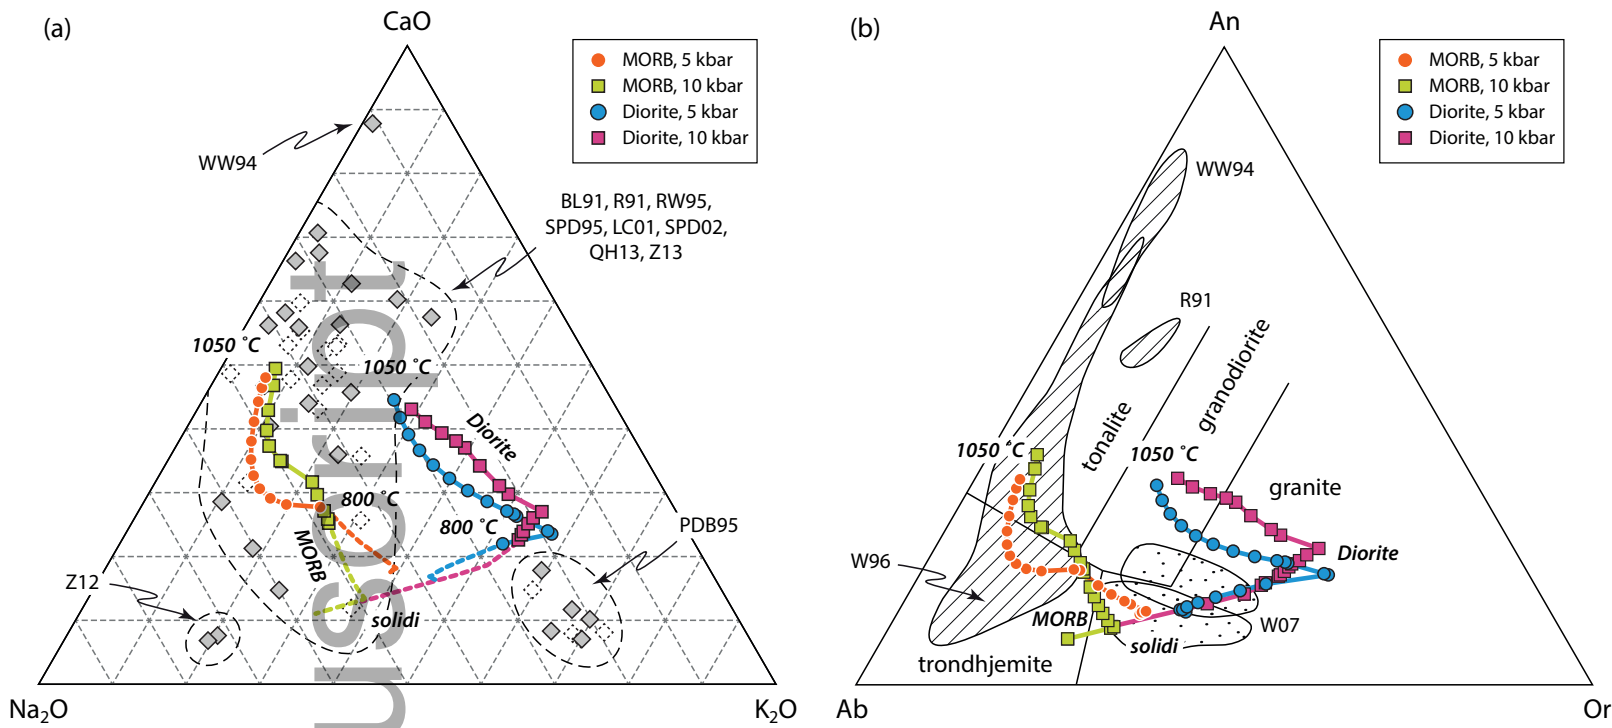 (a)
CaO
MORB, 5 kbar
MORB, 10 kbar
Diorite, 5 kbar
Diorite, 10 kbar
WW94
BL91, R91, RW95,
SPD95, LC01, SPD02,
QH13, Z13
1050 ˚C
1050 ˚C
Diorite
800 ˚C
800 ˚C
MORB
PDB95
Z12
solidi
Na₂O
K₂O
uscript
(b)
An
MORB, 5 kbar
MORB, 10 kbar
Diorite, 5 kbar
Diorite, 10 kbar
WW94
R91
granodiorite
tonalite
1050 ˚C
1050 ˚C
granite
Diorite
W96
MORB
W07
solidi
trondhjemite
Ab
Or